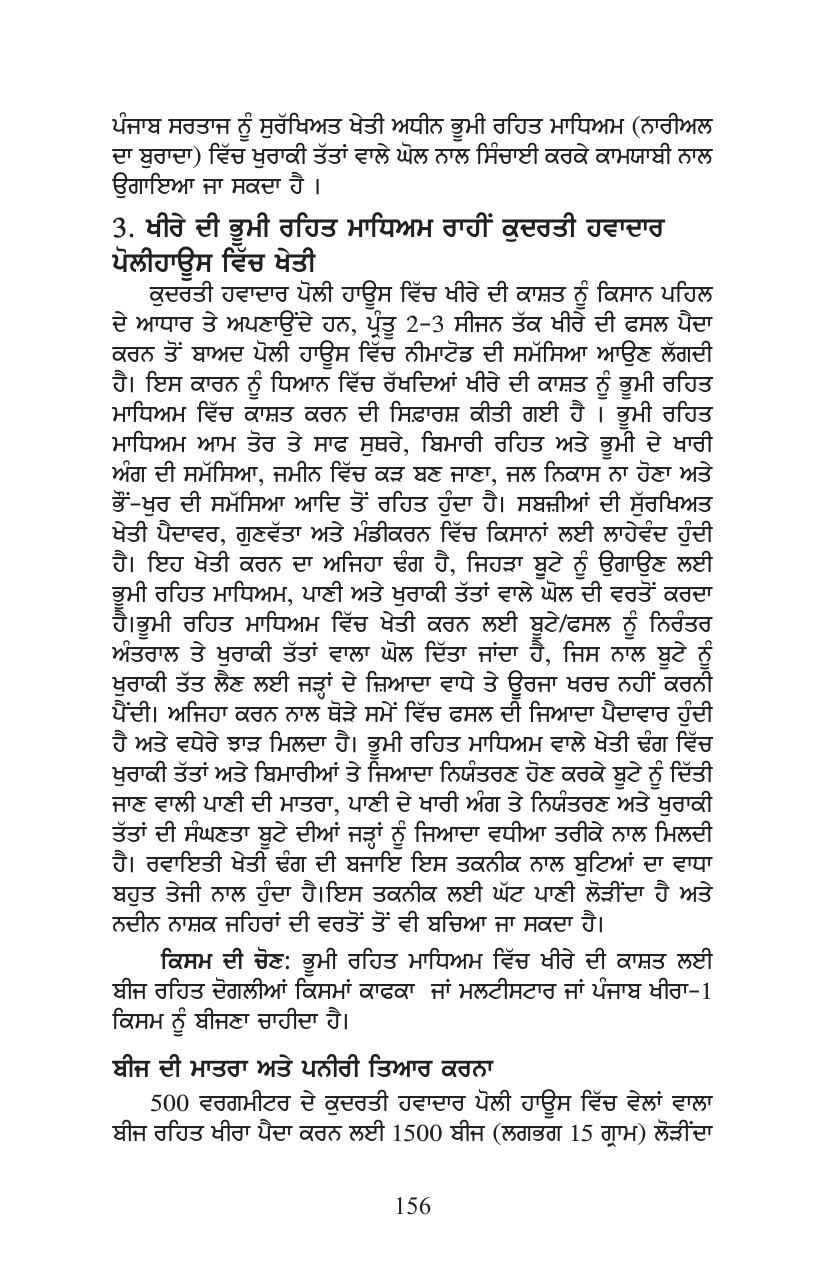 ਪੰਜਾਬ ਸਰਤਾਜ ਨੂੰ ਸੁਰੱਖਿਅਤ ਖੇਤੀ ਅਧੀਨ ਭੂਮੀ ਰਹਿਤ ਮਾਧਿਅਮ (ਨਾਰੀਅਲ
ਦਾ ਬੁਰਾਦਾ) ਵਿੱਚ ਖੁਰਾਕੀ ਤੱਤਾਂ ਵਾਲੇ ਘੋਲ ਨਾਲ ਸਿੰਚਾਈ ਕਰਕੇ ਕਾਮਯਾਬੀ ਨਾਲ
ਉਗਾਇਆ ਜਾ ਸਕਦਾ ਹੈ ।
3. ਖੀਰੇ ਦੀ ਭੂਮੀ ਰਹਿਤ ਮਾਧਿਅਮ ਰਾਹੀਂ ਕੁਦਰਤੀ ਹਵਾਦਾਰ
ਪੋਲੀਹਾਊਸ ਵਿੱਚ ਖੇਤੀ
ਕੁਦਰਤੀ ਹਵਾਦਾਰ ਪੋਲੀ ਹਾਊਸ ਵਿੱਚ ਖੀਰੇ ਦੀ ਕਾਸ਼ਤ ਨੂੰ ਕਿਸਾਨ ਪਹਿਲ
ਦੇ ਆਧਾਰ ਤੇ ਅਪਣਾਉਂਦੇ ਹਨ, ਪ੍ਰੰਤੂ 2-3 ਸੀਜਨ ਤੱਕ ਖੀਰੇ ਦੀ ਫਸਲ ਪੈਦਾ
ਕਰਨ ਤੋਂ ਬਾਅਦ ਪੋਲੀ ਹਾਊਸ ਵਿੱਚ ਨੀਮਾਟੋਡ ਦੀ ਸਮੱਸਿਆ ਆਉਣ ਲੱਗਦੀ
ਹੈ। ਇਸ ਕਾਰਨ ਨੂੰ ਧਿਆਨ ਵਿੱਚ ਰੱਖਦਿਆਂ ਖੀਰੇ ਦੀ ਕਾਸ਼ਤ ਨੂੰ ਭੂਮੀ ਰਹਿਤ
ਮਾਧਿਅਮ ਵਿੱਚ ਕਾਸ਼ਤ ਕਰਨ ਦੀ ਸਿਫ਼ਾਰਸ਼ ਕੀਤੀ ਗਈ ਹੈ । ਭੂਮੀ ਰਹਿਤ
ਮਾਧਿਅਮ ਆਮ ਤੋਰ ਤੇ ਸਾਫ ਸੁਥਰੇ, ਬਿਮਾਰੀ ਰਹਿਤ ਅਤੇ ਭੂਮੀ ਦੇ ਖਾਰੀ
ਅੰਗ ਦੀ ਸਮੱਸਿਆ, ਜਮੀਨ ਵਿੱਚ ਕੜ ਬਣ ਜਾਣਾ, ਜਲ ਨਿਕਾਸ ਨਾ ਹੋਣਾ ਅਤੇ
ਭੌਂ-ਖੁਰ ਦੀ ਸਮੱਸਿਆ ਆਦਿ ਤੋਂ ਰਹਿਤ ਹੁੰਦਾ ਹੈ। ਸਬਜ਼ੀਆਂ ਦੀ ਸੁੱਰਖਿਅਤ
ਖੇਤੀ ਪੈਦਾਵਰ, ਗੁਣਵੱਤਾ ਅਤੇ ਮੰਡੀਕਰਨ ਵਿੱਚ ਕਿਸਾਨਾਂ ਲਈ ਲਾਹੇਵੰਦ ਹੁੰਦੀ
ਹੈ। ਇਹ ਖੇਤੀ ਕਰਨ ਦਾ ਅਜਿਹਾ ਢੰਗ ਹੈ, ਜਿਹੜਾ ਬੂਟੇ ਨੂੰ ਉਗਾਉਣ ਲਈ
ਭੂਮੀ ਰਹਿਤ ਮਾਧਿਅਮ, ਪਾਣੀ ਅਤੇ ਖੁਰਾਕੀ ਤੱਤਾਂ ਵਾਲੇ ਘੋਲ ਦੀ ਵਰਤੋਂ ਕਰਦਾ
ਹੈ।ਭੂਮੀ ਰਹਿਤ ਮਾਧਿਅਮ ਵਿੱਚ ਖੇਤੀ ਕਰਨ ਲਈ ਬੂਟੇ/ਫਸਲ ਨੂੰ ਨਿਰੰਤਰ
ਅੰਤਰਾਲ ਤੇ ਖੁਰਾਕੀ ਤੱਤਾਂ ਵਾਲਾ ਘੋਲ ਦਿੱਤਾ ਜਾਂਦਾ ਹੈ, ਜਿਸ ਨਾਲ ਬੂਟੇ ਨੂੰ
ਖੁਰਾਕੀ ਤੱਤ ਲੈਣ ਲਈ ਜੜ੍ਹਾਂ ਦੇ ਜ਼ਿਆਦਾ ਵਾਧੇ ਤੇ ਊਰਜਾ ਖਰਚ ਨਹੀਂ ਕਰਨੀ
ਪੈਂਦੀ। ਅਜਿਹਾ ਕਰਨ ਨਾਲ ਥੋੜੇ ਸਮੇਂ ਵਿੱਚ ਫਸਲ ਦੀ ਜਿਆਦਾ ਪੈਦਾਵਾਰ ਹੁੰਦੀ
ਹੈ ਅਤੇ ਵਧੇਰੇ ਝਾੜ ਮਿਲਦਾ ਹੈ। ਭੂਮੀ ਰਹਿਤ ਮਾਧਿਅਮ ਵਾਲੇ ਖੇਤੀ ਢੰਗ ਵਿੱਚ
ਖੁਰਾਕੀ ਤੱਤਾਂ ਅਤੇ ਬਿਮਾਰੀਆਂ ਤੇ ਜਿਆਦਾ ਨਿਯੰਤਰਣ ਹੋਣ ਕਰਕੇ ਬੂਟੇ ਨੂੰ ਦਿੱਤੀ
ਜਾਣ ਵਾਲੀ ਪਾਣੀ ਦੀ ਮਾਤਰਾ, ਪਾਣੀ ਦੇ ਖਾਰੀ ਅੰਗ ਤੇ ਨਿਯੰਤਰਣ ਅਤੇ ਖੁਰਾਕੀ
ਤੱਤਾਂ ਦੀ ਸੰਘਣਤਾ ਬੂਟੇ ਦੀਆਂ ਜੜ੍ਹਾਂ ਨੂੰ ਜਿਆਦਾ ਵਧੀਆ ਤਰੀਕੇ ਨਾਲ ਮਿਲਦੀ
ਹੈ। ਰਵਾਇਤੀ ਖੇਤੀ ਢੰਗ ਦੀ ਬਜਾਇ ਇਸ ਤਕਨੀਕ ਨਾਲ ਬੁਟਿਆਂ ਦਾ ਵਾਧਾ
ਬਹੁਤ ਤੇਜੀ ਨਾਲ ਹੁੰਦਾ ਹੈ।ਇਸ ਤਕਨੀਕ ਲਈ ਘੱਟ ਪਾਣੀ ਲੋੜੀਂਦਾ ਹੈ ਅਤੇ
ਨਦੀਨ ਨਾਸ਼ਕ ਜਹਿਰਾਂ ਦੀ ਵਰਤੋਂ ਤੋਂ ਵੀ ਬਚਿਆ ਜਾ ਸਕਦਾ ਹੈ।
ਕਿਸਮ ਦੀ ਚੋਣ: ਭੂਮੀ ਰਹਿਤ ਮਾਧਿਅਮ ਵਿੱਚ ਖੀਰੇ ਦੀ ਕਾਸ਼ਤ ਲਈ
ਬੀਜ ਰਹਿਤ ਦੋਗਲੀਆਂ ਕਿਸਮਾਂ ਕਾਫਕਾ ਜਾਂ ਮਲਟੀਸਟਾਰ ਜਾਂ ਪੰਜਾਬ ਖੀਰਾ-1
ਕਿਸਮ ਨੂੰ ਬੀਜਣਾ ਚਾਹੀਦਾ ਹੈ।
ਬੀਜ ਦੀ ਮਾਤਰਾ ਅਤੇ ਪਨੀਰੀ ਤਿਆਰ ਕਰਨਾ
500 ਵਰਗਮੀਟਰ ਦੇ ਕੁਦਰਤੀ ਹਵਾਦਾਰ ਪੋਲੀ ਹਾਊਸ ਵਿੱਚ ਵੇਲਾਂ ਵਾਲਾ
ਬੀਜ ਰਹਿਤ ਖੀਰਾ ਪੈਦਾ ਕਰਨ ਲਈ 1500 ਬੀਜ (ਲਗਭਗ 15 ਗ੍ਰਾਮ) ਲੋੜੀਂਦਾ
156